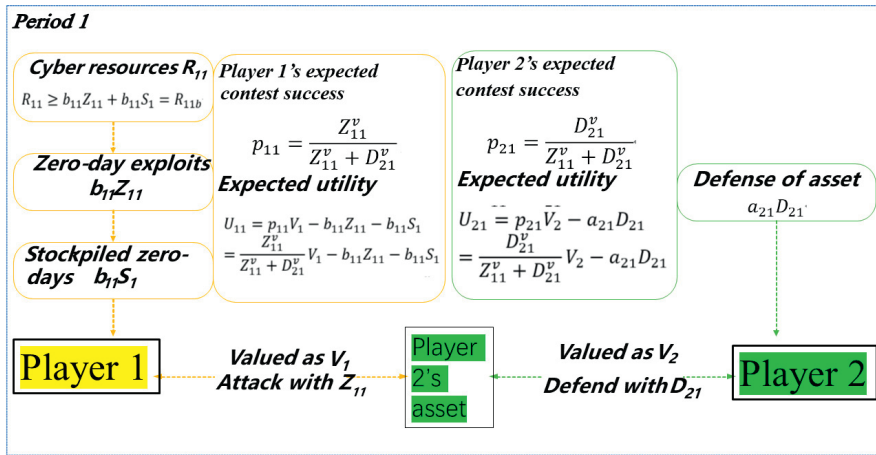 Period 1
Cyber resources R₁₁
R₁₁ ≥ b₁₁Z₁₁ + b₁₁S₁ = R₁₁b
Zero-day exploits
b₁₁Z₁₁
Stockpiled zero-
days b₁₁S₁
Player 1
Player 1's expected
contest success
p₁₁ = Z₁₁^v / (Z₁₁^v + D₂₁^v)
Expected utility
U₁₁ = p₁₁V₁ − b₁₁Z₁₁ − b₁₁S₁
= Z₁₁^v / (Z₁₁^v + D₂₁^v) V₁ − b₁₁Z₁₁ − b₁₁S₁
Player 2's expected
contest success
p₂₁ = D₂₁^v / (Z₁₁^v + D₂₁^v)
Expected utility
U₂₁ = p₂₁V₂ − a₂₁D₂₁
= D₂₁^v / (Z₁₁^v + D₂₁^v) V₂ − a₂₁D₂₁
Defense of asset
a₂₁D₂₁
Valued as V₁
Attack with Z₁₁
Player
2's
asset
Valued as V₂
Defend with D₂₁
Player 2